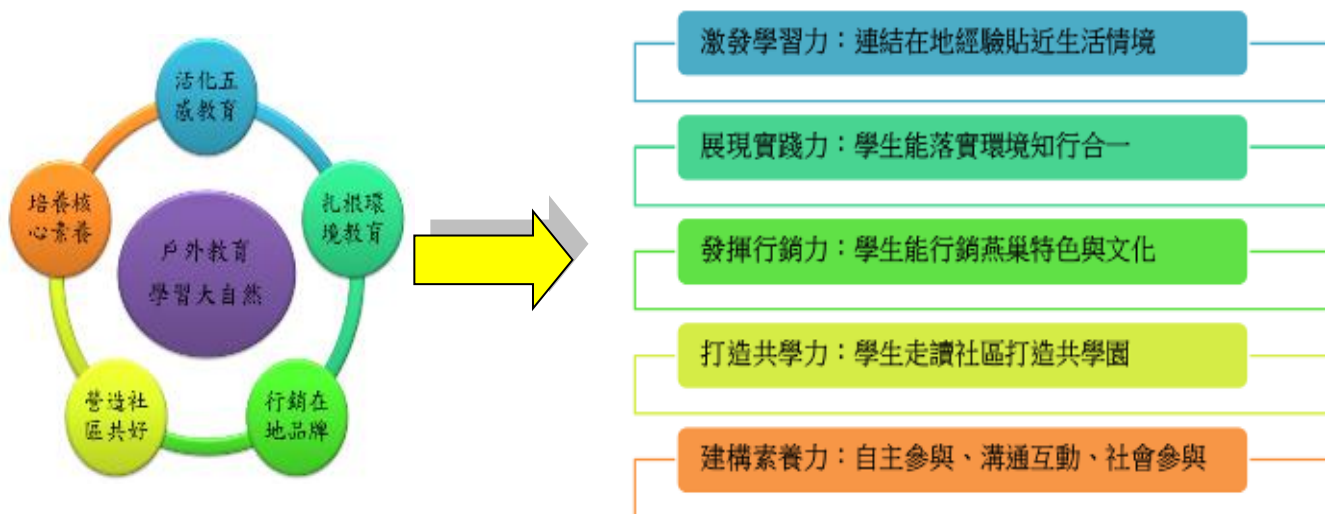 活化五
感教育
扎根環
境教育
行銷在
地品牌
營造社
區共好
培養核
心素養
戶外教育
學習大自然
激發學習力：連結在地經驗貼近生活情境
展現實踐力：學生能落實環境知行合一
發揮行銷力：學生能行銷燕巢特色與文化
打造共學力：學生走讀社區打造共學園
建構素養力：自主參與、溝通互動、社會參與